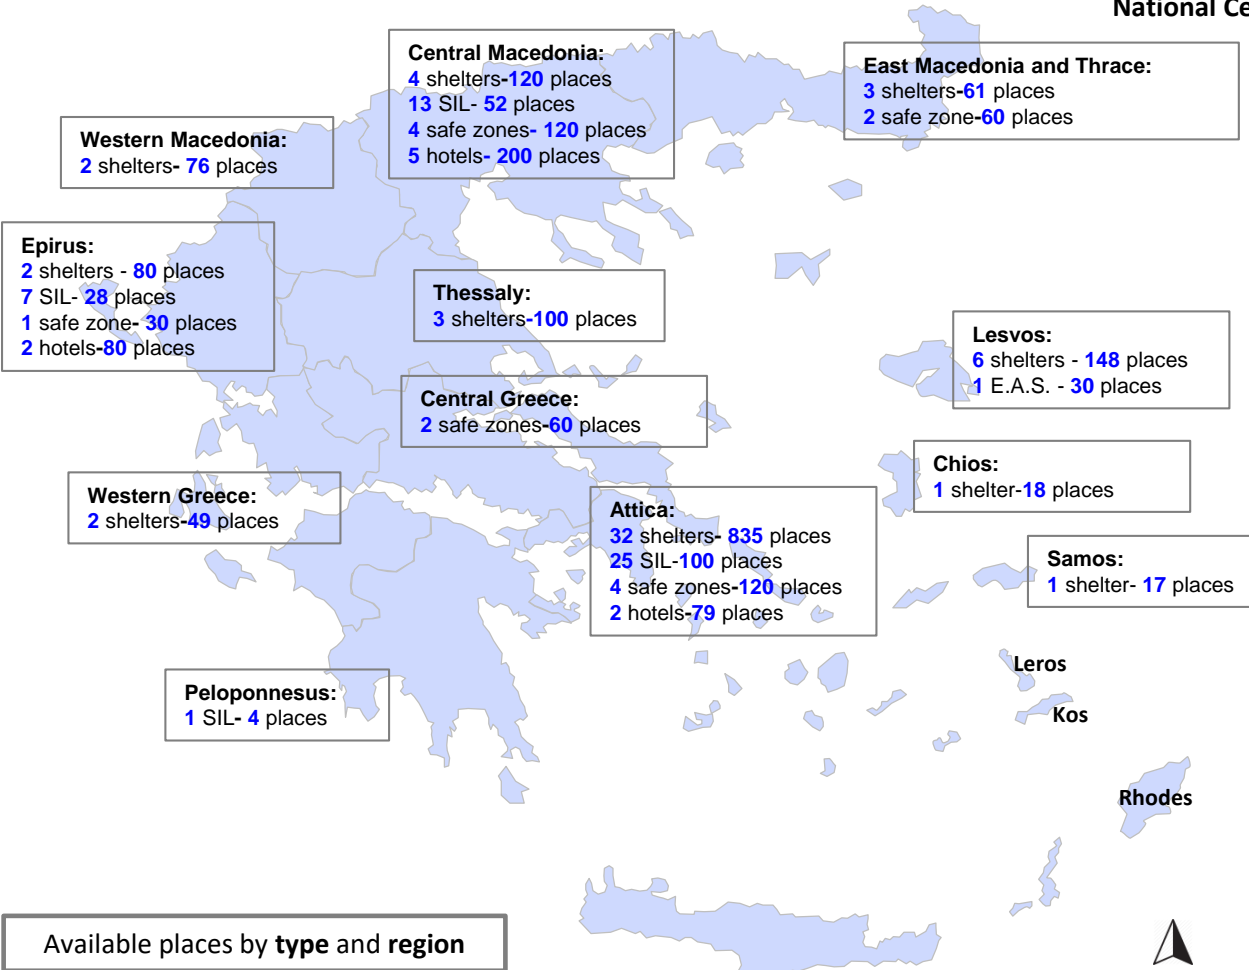 National Ce
Central Macedonia:
4 shelters-120 places
13 SIL- 52 places
4 safe zones- 120 places
5 hotels- 200 places
East Macedonia and Thrace:
3 shelters-61 places
2 safe zone-60 places
Western Macedonia:
2 shelters- 76 places
Epirus:
2 shelters - 80 places
7 SIL- 28 places
1 safe zone- 30 places
2 hotels-80 places
Thessaly:
3 shelters-100 places
Lesvos:
6 shelters - 148 places
1 E.A.S. - 30 places
Central Greece:
2 safe zones-60 places
Chios:
1 shelter-18 places
Western Greece:
2 shelters-49 places
Attica:
32 shelters- 835 places
25 SIL-100 places
4 safe zones-120 places
2 hotels-79 places
Samos:
1 shelter- 17 places
Leros
Kos
Peloponnesus:
1 SIL- 4 places
Rhodes
Available places by type and region